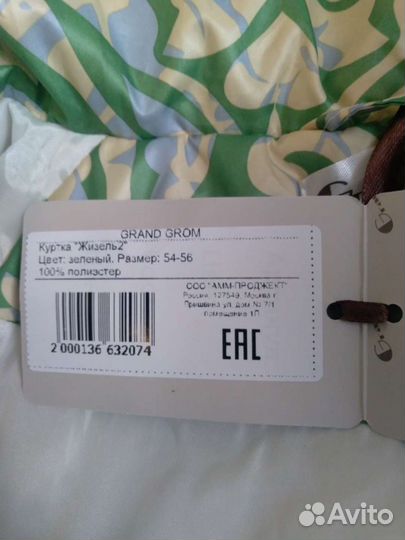 GRAND GROM
Куртка "Жизель2"
Цвет: зеленый, Размер: 54-56
100% полиэстер
ООО "АММ-ПРОДЖЕКТ"
Россия, 127549, Москва г
Пришвина ул, дом № 7/1
помещение 1П
2 000136 632074
EAC
Avito